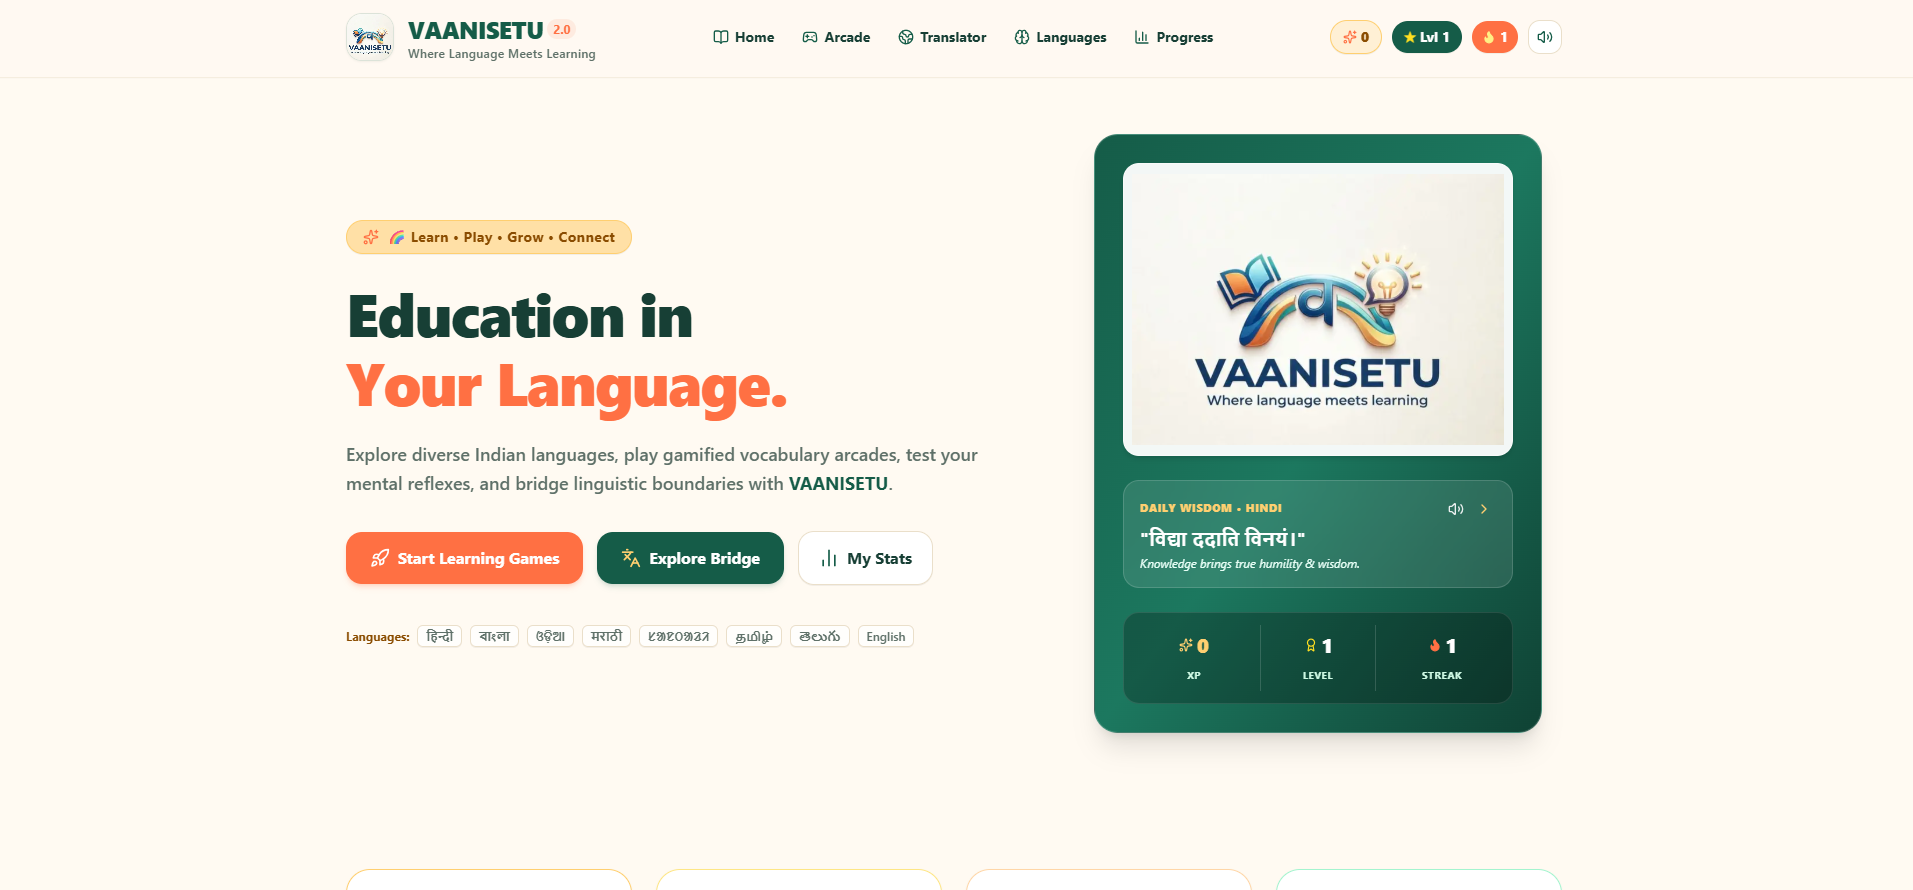 VAANISETU 2.0
Where Language Meets Learning
Home
Arcade
Translator
Languages
Progress
0
Lvl 1
1
🌈 Learn • Play • Grow • Connect
Education in
Your Language.
Explore diverse Indian languages, play gamified vocabulary arcades, test your
mental reflexes, and bridge linguistic boundaries with VAANISETU.
Start Learning Games
Explore Bridge
My Stats
Languages: हिन्दी বাংলা ଓଡ଼ିଆ मराठी ᱥᱟᱱᱛᱟᱲᱤ தமிழ் తెలుగు English
व
VAANISETU
Where language meets learning
DAILY WISDOM • HINDI
"विद्या ददाति विनयं।"
Knowledge brings true humility & wisdom.
0
XP
1
LEVEL
1
STREAK